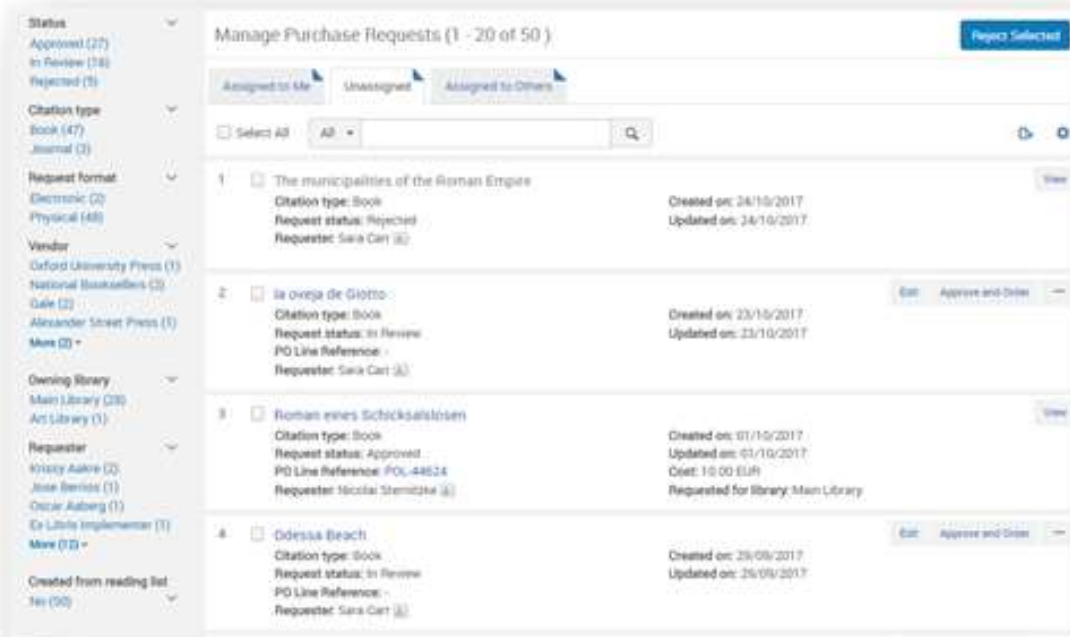 Status
Approved (27)
In Review (18)
Rejected (5)
Citation type
Book (47)
Journal (3)
Request format
Electronic (2)
Physical (48)
Vendor
Oxford University Press (1)
National Booksellers (3)
Gale (2)
Alexander Street Press (1)
More (2)
Owning library
Main Library (28)
Art Library (1)
Requester
Krissy Aakre (2)
Jose Berrios (1)
Oscar Aaberg (1)
Ex Libris Implementer (1)
More (12)
Created from reading list
No (50)
Manage Purchase Requests (1 - 20 of 50 )
Reject Selected
Assigned to Me
Unassigned
Assigned to Others
Select All
All
1 The municipalities of the Roman Empire
View
Citation type: Book
Created on: 24/10/2017
Request status: Rejected
Updated on: 24/10/2017
Requester: Sara Carr
2 la oveja de Giotto
Edit
Approve and Order
Citation type: Book
Created on: 23/10/2017
Request status: In Review
Updated on: 23/10/2017
PO Line Reference: -
Requester: Sara Carr
3 Roman eines Schicksalslosen
View
Citation type: Book
Created on: 01/10/2017
Request status: Approved
Updated on: 01/10/2017
PO Line Reference: POL-44624
Cost: 10.00 EUR
Requester: Nicolai Sternitzke
Requested for library: Main Library
4 Odessa Beach
Edit
Approve and Order
Citation type: Book
Created on: 29/09/2017
Request status: In Review
Updated on: 29/09/2017
PO Line Reference: -
Requester: Sara Carr